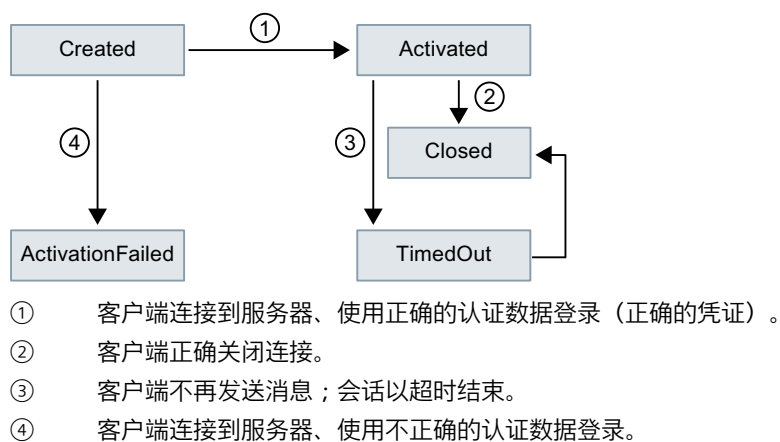 Created
①
Activated
②
④
③
Closed
ActivationFailed
TimedOut
① 客户端连接到服务器、使用正确的认证数据登录（正确的凭证）。
② 客户端正确关闭连接。
③ 客户端不再发送消息；会话以超时结束。
④ 客户端连接到服务器、使用不正确的认证数据登录。